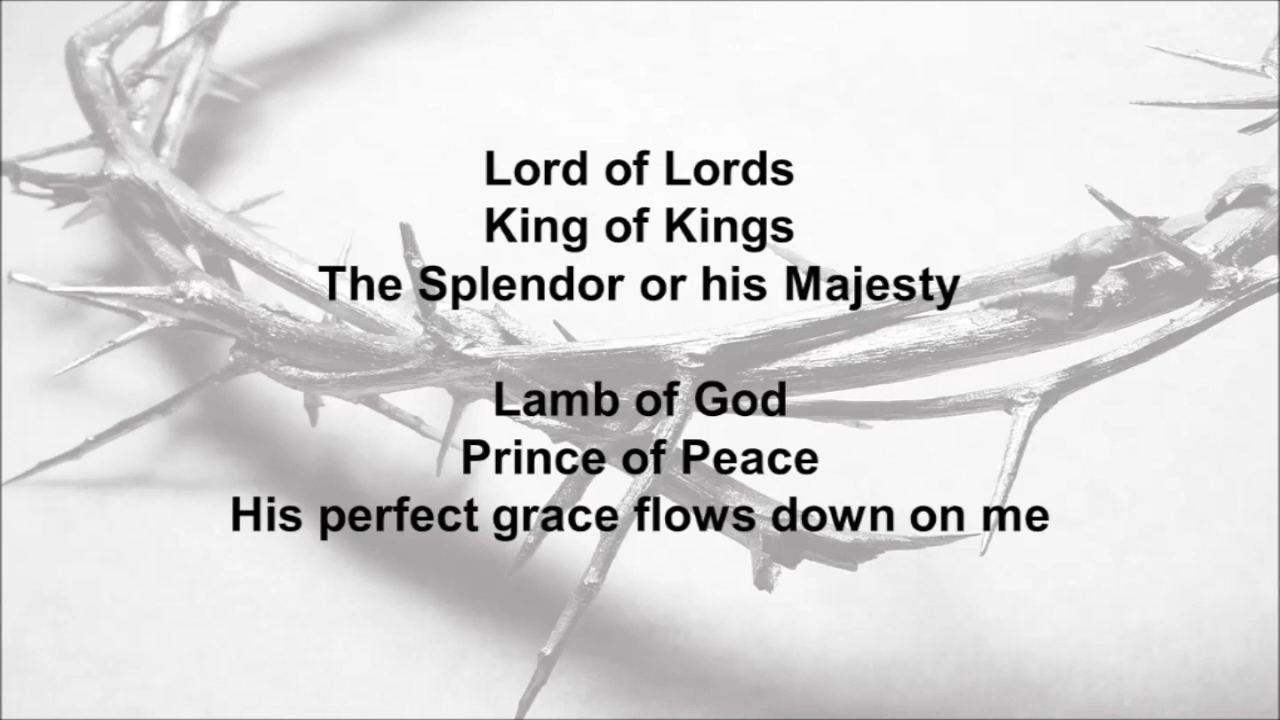 Lord of Lords
King of Kings
The Splendor or his Majesty
Lamb of God
Prince of Peace
His perfect grace flows down on me